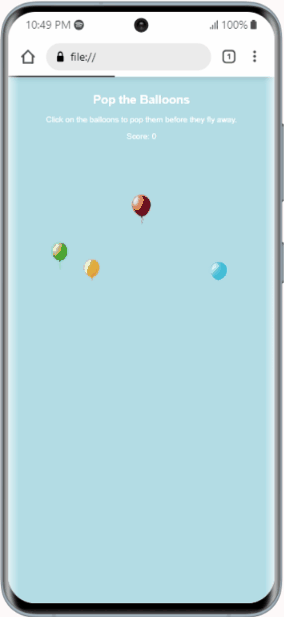 10:49 PM 100%
file:// 1
Pop the Balloons
Click on the balloons to pop them before they fly away.
Score: 0